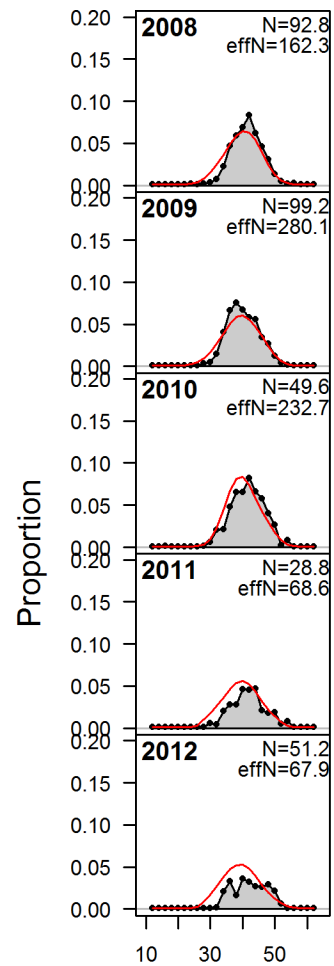 Proportion
0.20
2008
N=92.8
effN=162.3
0.15
0.10
0.05
0.00
0.20
2009
N=99.2
effN=280.1
0.15
0.10
0.05
0.00
0.20
2010
N=49.6
effN=232.7
0.15
0.10
0.05
0.00
0.20
2011
N=28.8
effN=68.6
0.15
0.10
0.05
0.00
0.20
2012
N=51.2
effN=67.9
0.15
0.10
0.05
0.00
10 30 50